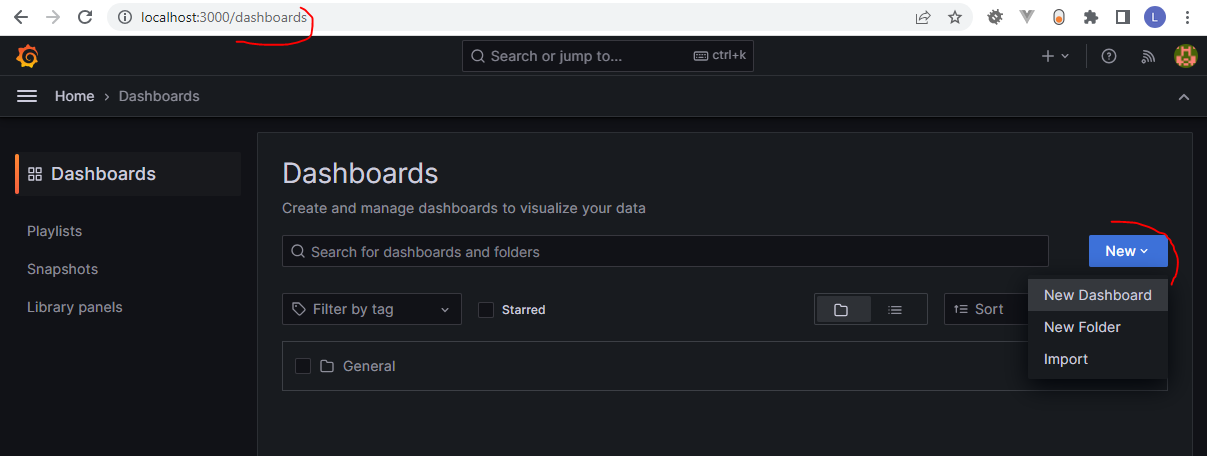 localhost:3000/dashboards
L
Search or jump to... ctrl+k
Home › Dashboards
Dashboards
Playlists
Snapshots
Library panels
Dashboards
Create and manage dashboards to visualize your data
Search for dashboards and folders
New
New Dashboard
New Folder
Import
Filter by tag
Starred
Sort
General